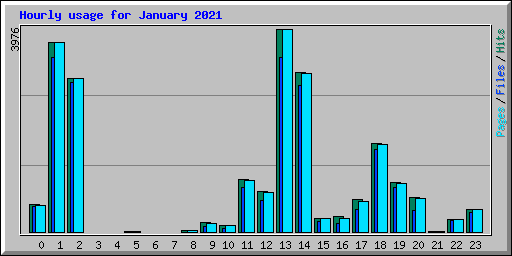 Hourly usage for January 2021
3976
Pages/Files/Hits
0 1 2 3 4 5 6 7 8 9 10 11 12 13 14 15 16 17 18 19 20 21 22 23